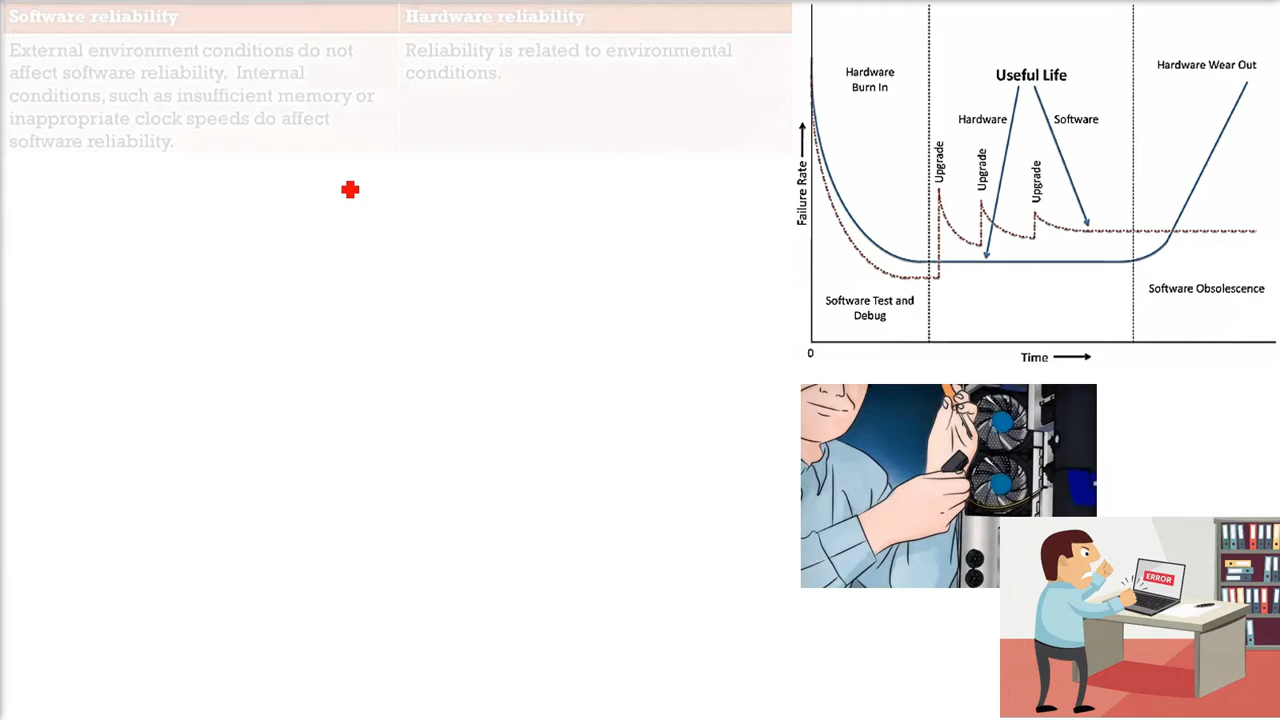 Software reliability
Hardware reliability
External environment conditions do not
affect software reliability.  Internal
conditions, such as insufficient memory or
inappropriate clock speeds do affect
software reliability.
Reliability is related to environmental
conditions.
Hardware
Burn In
Useful Life
Hardware Wear Out
Hardware
Software
Upgrade
Upgrade
Upgrade
Failure Rate
Software Test and
Debug
Software Obsolescence
0
Time
ERROR